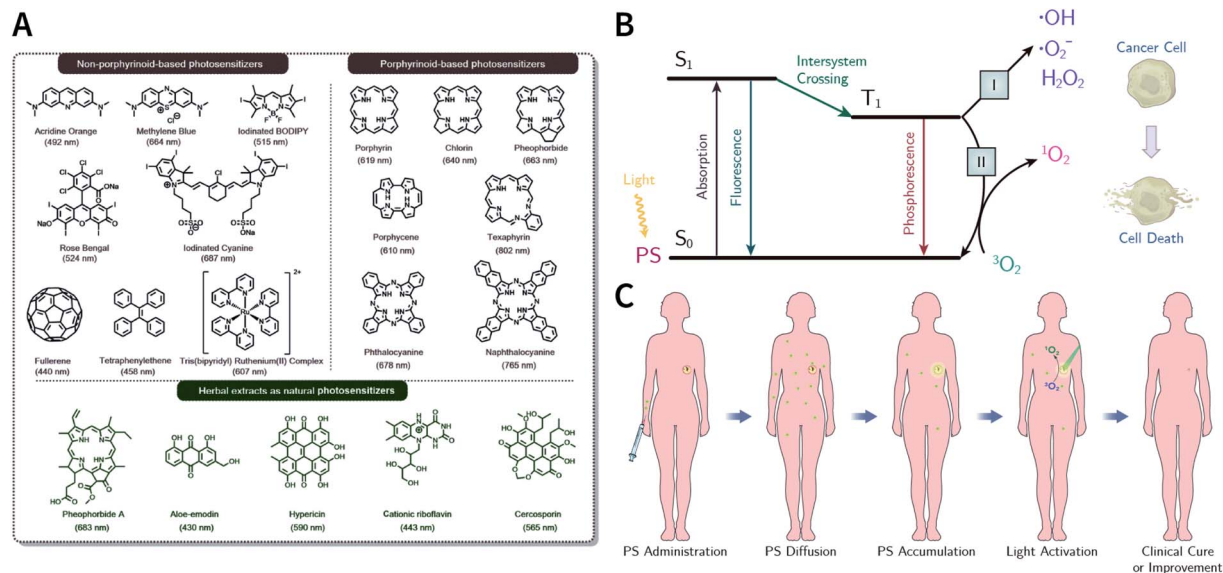 A
Non-porphyrinoid-based photosensitizers
Porphyrinoid-based photosensitizers
Acridine Orange
(492 nm)
Methylene Blue
(664 nm)
Iodinated BODIPY
(515 nm)
Porphyrin
(619 nm)
Chlorin
(640 nm)
Pheophorbide
(663 nm)
Rose Bengal
(524 nm)
Iodinated Cyanine
(687 nm)
Porphycene
(610 nm)
Texaphyrin
(802 nm)
Fullerene
(440 nm)
Tetraphenylethene
(458 nm)
Tris(bipyridyl) Ruthenium(II) Complex
(607 nm)
Phthalocyanine
(678 nm)
Naphthalocyanine
(765 nm)
Herbal extracts as natural photosensitizers
Pheophorbide A
(683 nm)
Aloe-emodin
(430 nm)
Hypericin
(590 nm)
Cationic riboflavin
(443 nm)
Cercosporin
(565 nm)
B
S₁
Intersystem
Crossing
T₁
Absorption
Fluorescence
Phosphorescence
Light
S₀
PS
I
II
·OH
·O₂⁻
H₂O₂
¹O₂
³O₂
Cancer Cell
Cell Death
C
¹O₂
³O₂
PS Administration
PS Diffusion
PS Accumulation
Light Activation
Clinical Cure
or Improvement